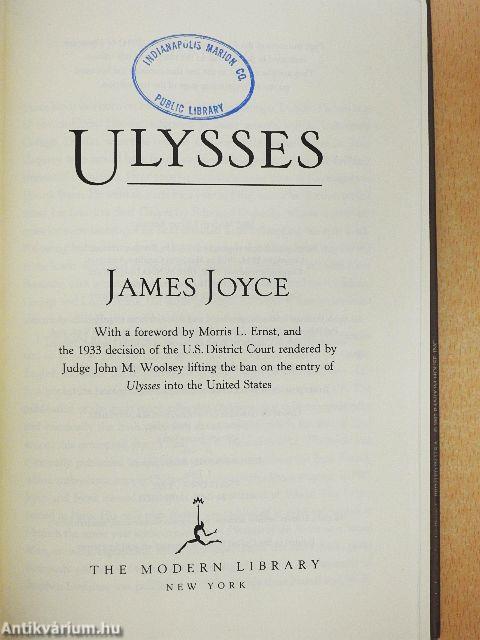 INDIANAPOLIS MARION CO.
PUBLIC LIBRARY
ULYSSES
JAMES JOYCE
With a foreword by Morris L. Ernst, and
the 1933 decision of the U.S. District Court rendered by
Judge John M. Woolsey lifting the ban on the entry of
Ulysses into the United States
THE MODERN LIBRARY
NEW YORK
Antikvárium.hu